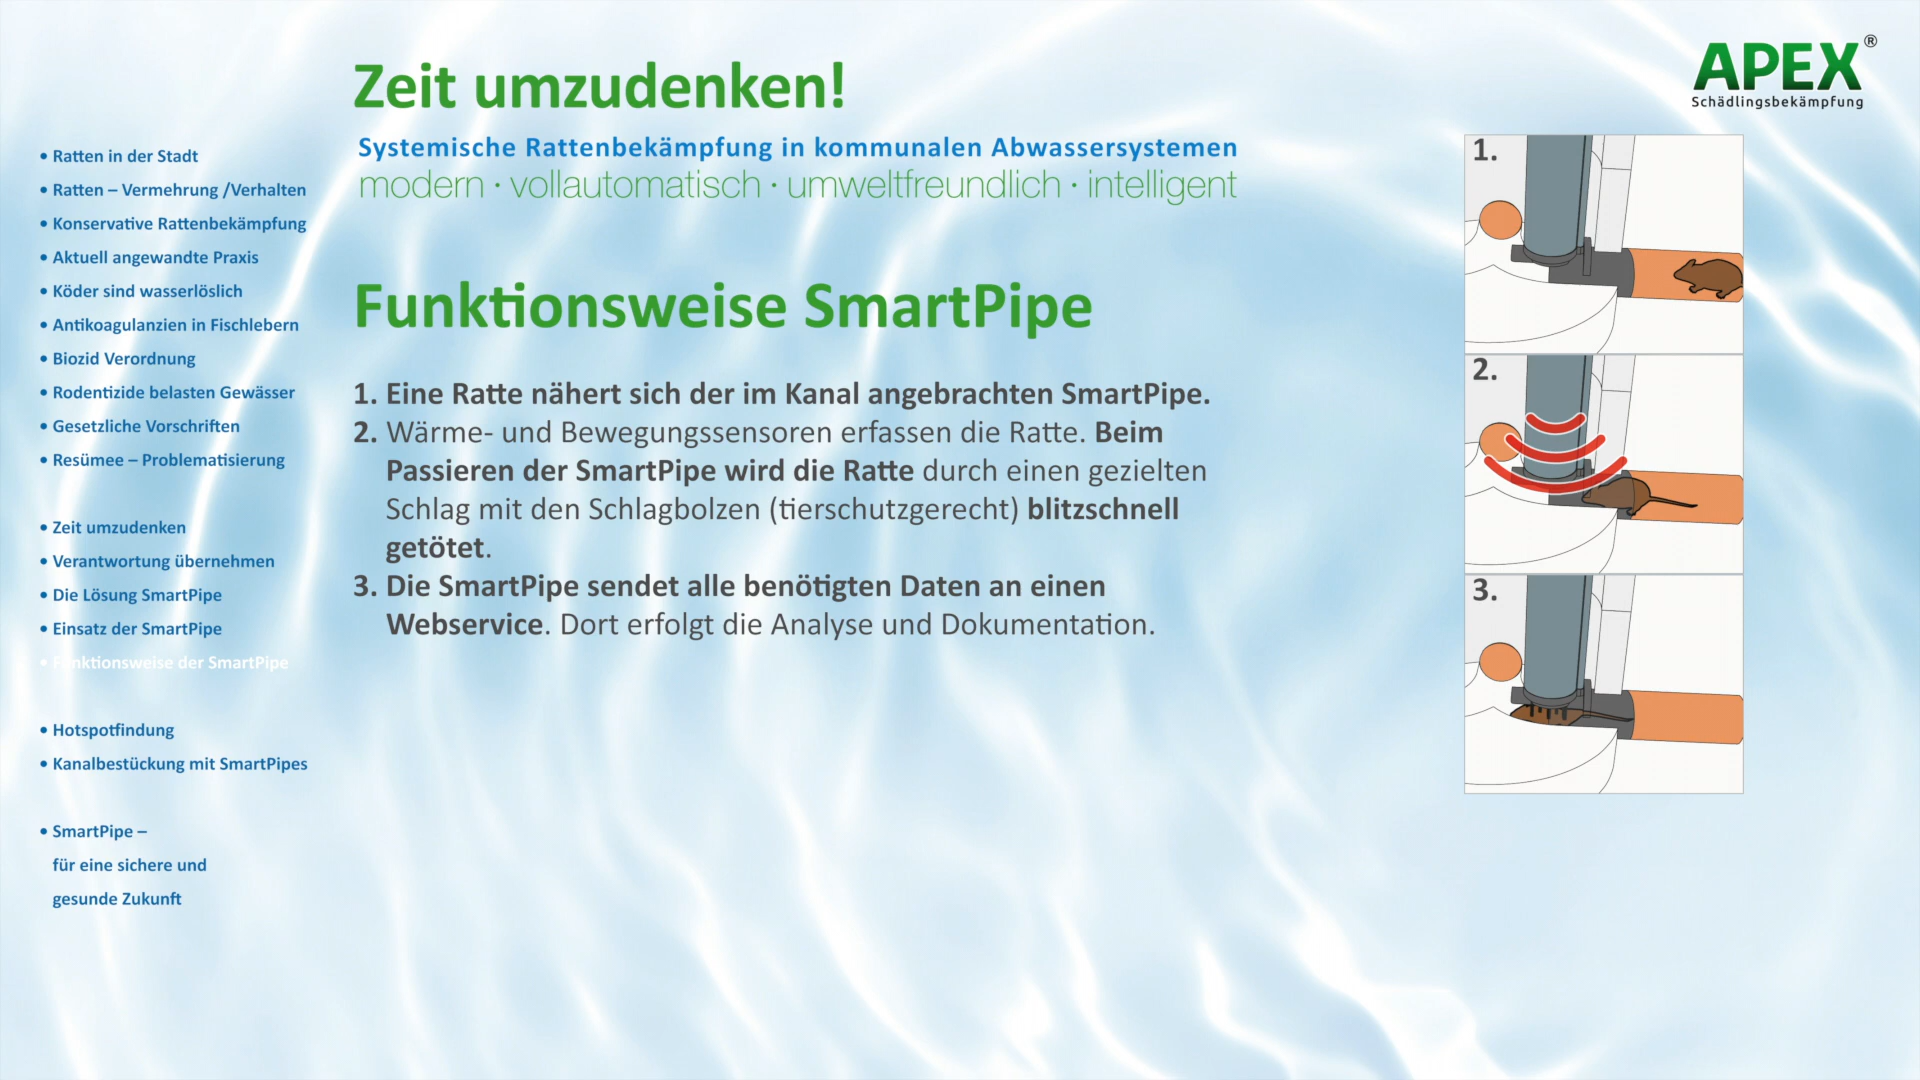 APEX®
Schädlingsbekämpfung
Zeit umzudenken!
Systemische Rattenbekämpfung in kommunalen Abwassersystemen
modern · vollautomatisch · umweltfreundlich · intelligent
• Ratten in der Stadt
• Ratten – Vermehrung /Verhalten
• Konservative Rattenbekämpfung
• Aktuell angewandte Praxis
• Köder sind wasserlöslich
• Antikoagulanzien in Fischlebern
• Biozid Verordnung
• Rodentizide belasten Gewässer
• Gesetzliche Vorschriften
• Resümee – Problematisierung
• Zeit umzudenken
• Verantwortung übernehmen
• Die Lösung SmartPipe
• Einsatz der SmartPipe
• Funktionsweise der SmartPipe
• Hotspotfindung
• Kanalbestückung mit SmartPipes
• SmartPipe –
für eine sichere und
gesunde Zukunft
Funktionsweise SmartPipe
1. Eine Ratte nähert sich der im Kanal angebrachten SmartPipe.
2. Wärme- und Bewegungssensoren erfassen die Ratte. Beim
Passieren der SmartPipe wird die Ratte durch einen gezielten
Schlag mit den Schlagbolzen (tierschutzgerecht) blitzschnell
getötet.
3. Die SmartPipe sendet alle benötigten Daten an einen
Webservice. Dort erfolgt die Analyse und Dokumentation.
1.
2.
3.